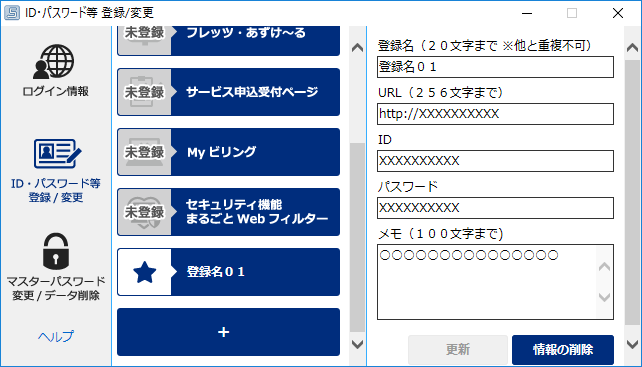 ID・パスワード等 登録/変更
ログイン情報
ID・パスワード等
登録 / 変更
マスターパスワード
変更 / データ削除
ヘルプ
未登録
フレッツ・あずけ～る
未登録
サービス申込受付ページ
未登録
My ビリング
未登録
セキュリティ機能
まるごと Web フィルター
登録名０１
+
登録名（２０文字まで ※他と重複不可）
登録名０１
URL（２５６文字まで）
http://XXXXXXXXXX
ID
XXXXXXXXXX
パスワード
XXXXXXXXXX
メモ（１００文字まで）
○○○○○○○○○○○○○○○
更新
情報の削除